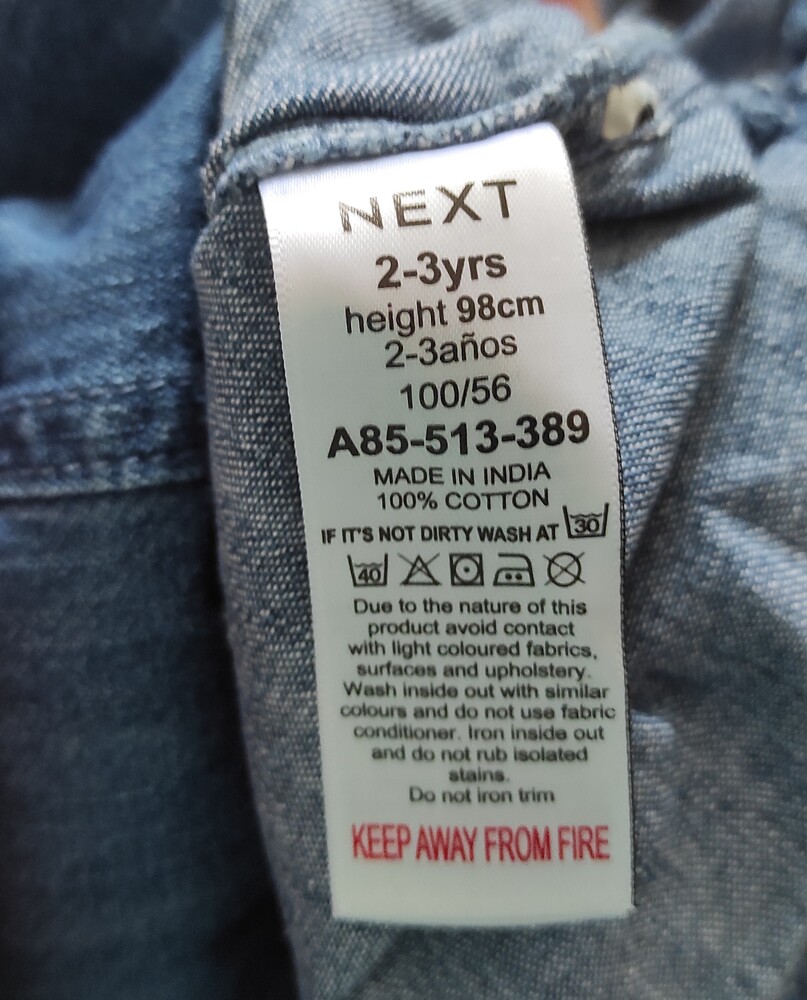 NEXT
2-3yrs
height 98cm
2-3años
100/56
A85-513-389
MADE IN INDIA
100% COTTON
IF IT'S NOT DIRTY WASH AT 30
40
Due to the nature of this
product avoid contact
with light coloured fabrics,
surfaces and upholstery.
Wash inside out with similar
colours and do not use fabric
conditioner. Iron inside out
and do not rub isolated
stains.
Do not iron trim
KEEP AWAY FROM FIRE